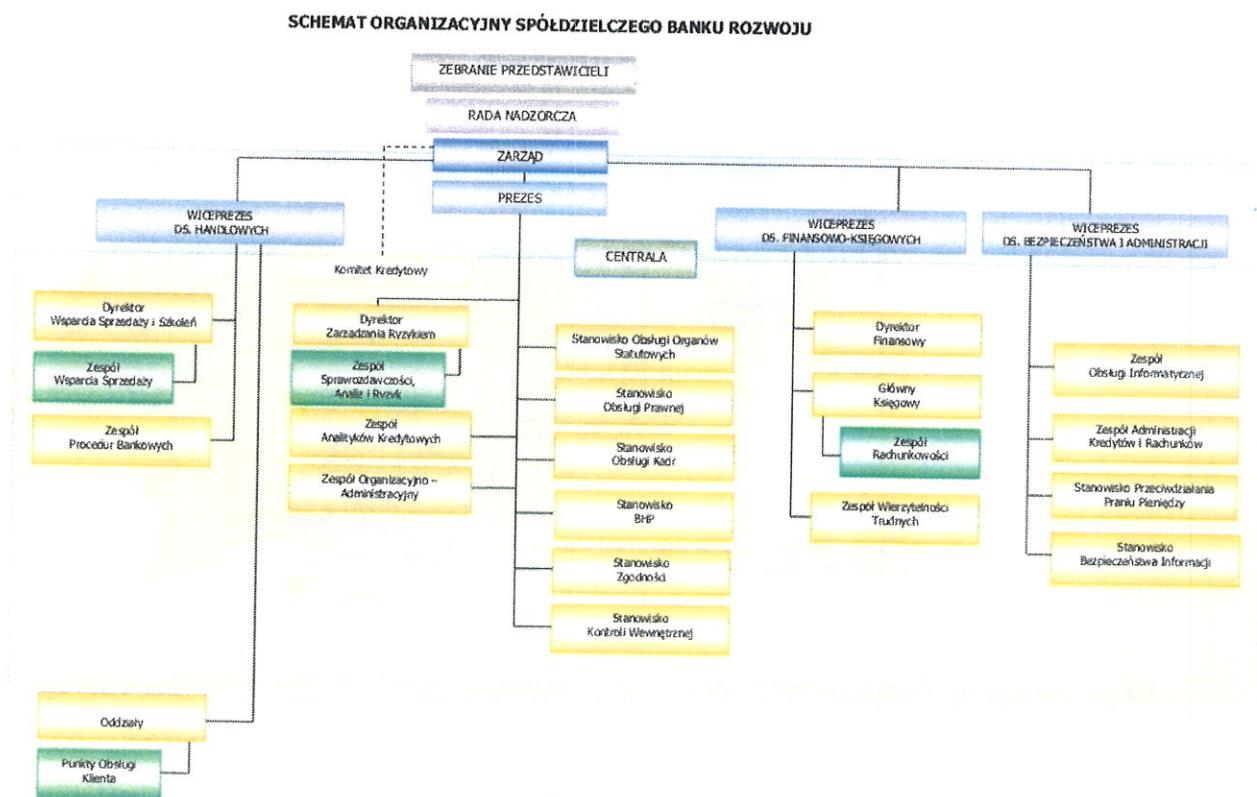 SCHEMAT ORGANIZACYJNY SPÓŁDZIELCZEGO BANKU ROZWOJU
ZEBRANIE PRZEDSTAWICIELI
RADA NADZORCZA
ZARZĄD
PREZES
WICEPREZES
DS. HANDLOWYCH
WICEPREZES
DS. FINANSOWO-KSIĘGOWYCH
WICEPREZES
DS. BEZPIECZEŃSTWA I ADMINISTRACJI
CENTRALA
Komitet Kredytowy
Dyrektor
Wsparcia Sprzedaży i Szkoleń
Zespół
Wsparcia Sprzedaży
Zespół
Procedur Bankowych
Dyrektor
Zarządzania Ryzykiem
Zespół
Sprawozdawczości,
Analiz i Ryzyk
Zespół
Analityków Kredytowych
Zespół Organizacyjno –
Administracyjny
Stanowisko Obsługi Organów
Statutowych
Stanowisko
Obsługi Prawnej
Stanowisko
Obsługi Kadr
Stanowisko
BHP
Stanowisko
Zgodności
Stanowisko
Kontroli Wewnętrznej
Dyrektor
Finansowy
Główny
Księgowy
Zespół
Rachunkowości
Zespół Wierzytelności
Trudnych
Zespół
Obsługi Informatycznej
Zespół Administracji
Kredytów i Rachunków
Stanowisko Przeciwdziałania
Praniu Pieniędzy
Stanowisko
Bezpieczeństwa Informacji
Oddziały
Punkty Obsługi
Klienta